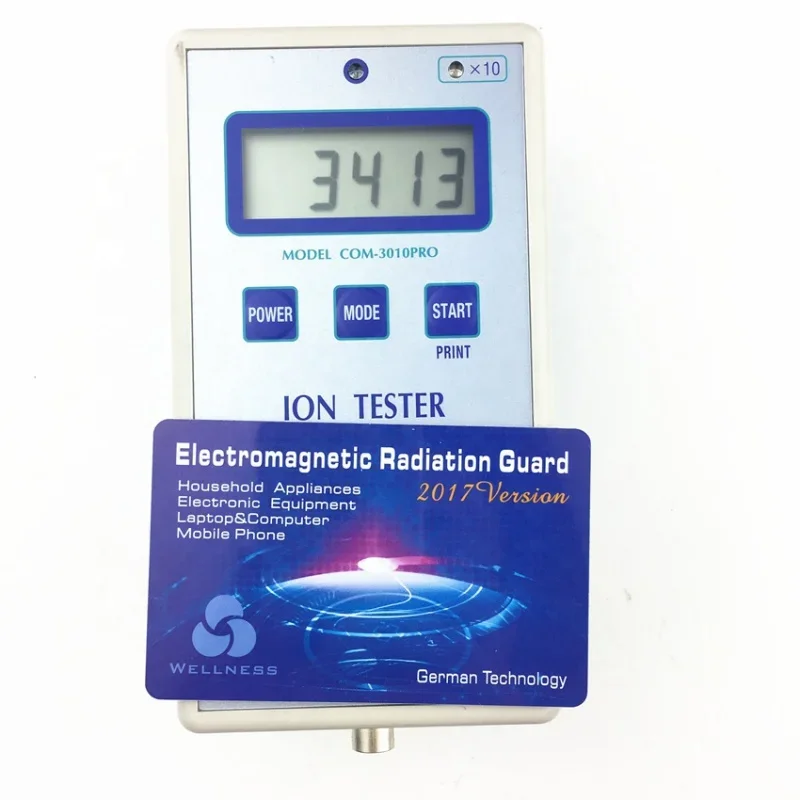 ×10
3413
MODEL COM-3010PRO
POWER
MODE
START
PRINT
ION TESTER
Electromagnetic Radiation Guard
2017 Version
Household Appliances
Electronic Equipment
Laptop&Computer
Mobile Phone
WELLNESS
German Technology